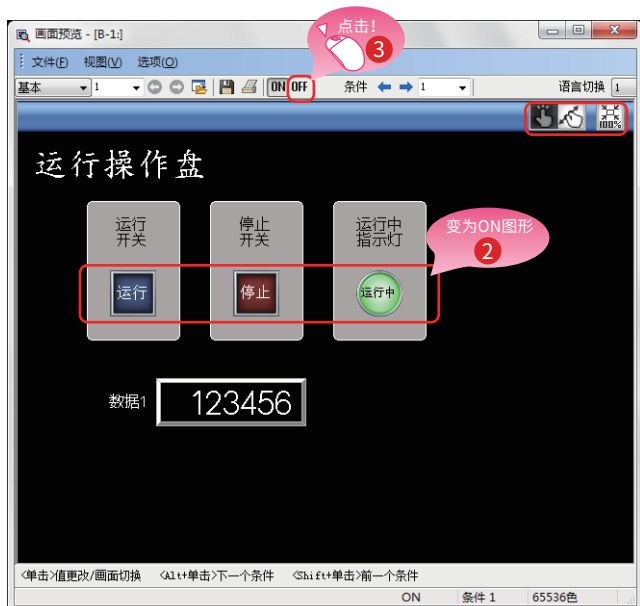 画面预览 - [B-1:]
点击!
3
文件(F) 视图(V) 选项(O)
基本 1 ON OFF 条件 1 语言切换 1
100%
运行操作盘
运行
开关
停止
开关
运行中
指示灯
变为ON图形
2
运行 停止 运行中
数据1 123456
<单击>值更改/画面切换 <Alt+单击>下一个条件 <Shift+单击>前一个条件
ON 条件 1 65536色